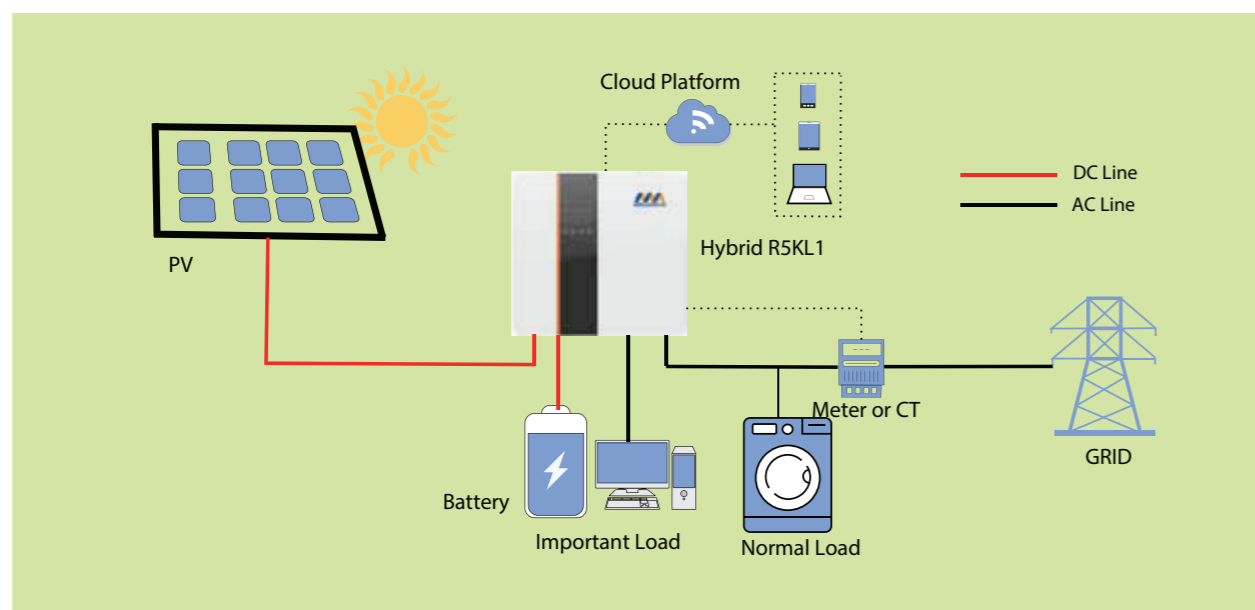 Cloud Platform
DC Line
AC Line
Hybrid R5KL1
PV
Meter or CT
GRID
Battery
Important Load
Normal Load